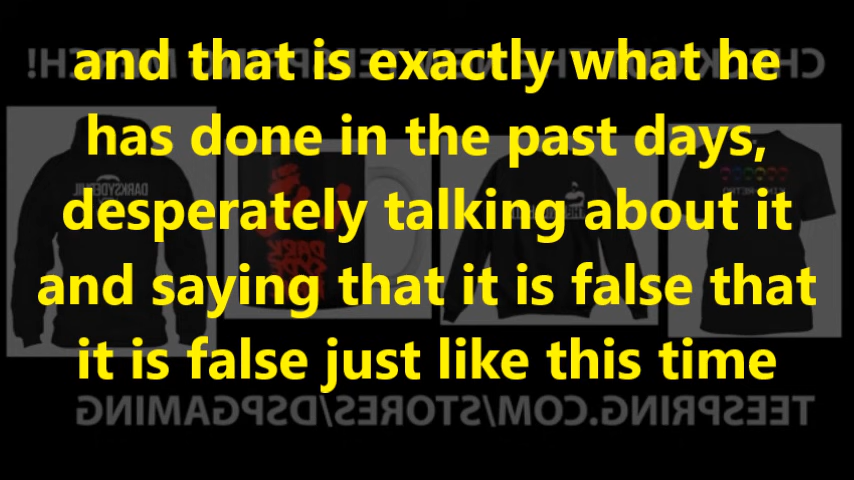 and that is exactly what he
has done in the past days,
desperately talking about it
and saying that it is false that
it is false just like this time
DARKSYDEPHIL
TEESPRING.COM/STORES/DSPGAMING